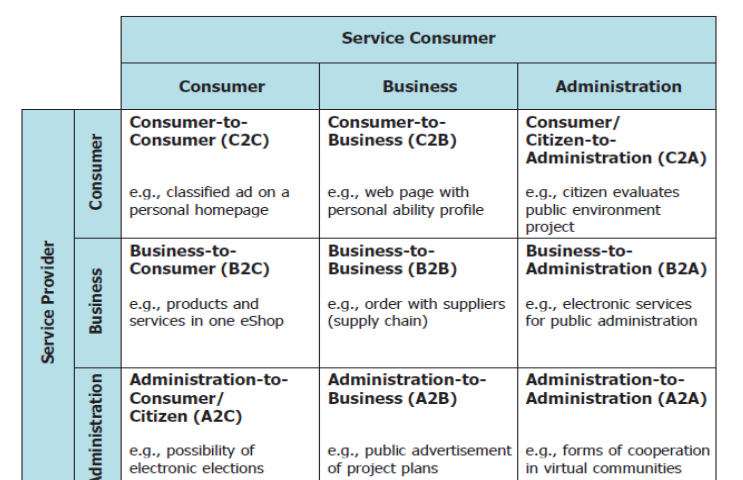 Service Consumer
Consumer
Business
Administration
Service Provider
Consumer
Consumer-to-
Consumer (C2C)
e.g., classified ad on a
personal homepage
Consumer-to-
Business (C2B)
e.g., web page with
personal ability profile
Consumer/
Citizen-to-
Administration (C2A)
e.g., citizen evaluates
public environment
project
Business
Business-to-
Consumer (B2C)
e.g., products and
services in one eShop
Business-to-
Business (B2B)
e.g., order with suppliers
(supply chain)
Business-to-
Administration (B2A)
e.g., electronic services
for public administration
Administration
Administration-to-
Consumer/
Citizen (A2C)
e.g., possibility of
electronic elections
Administration-to-
Business (A2B)
e.g., public advertisement
of project plans
Administration-to-
Administration (A2A)
e.g., forms of cooperation
in virtual communities